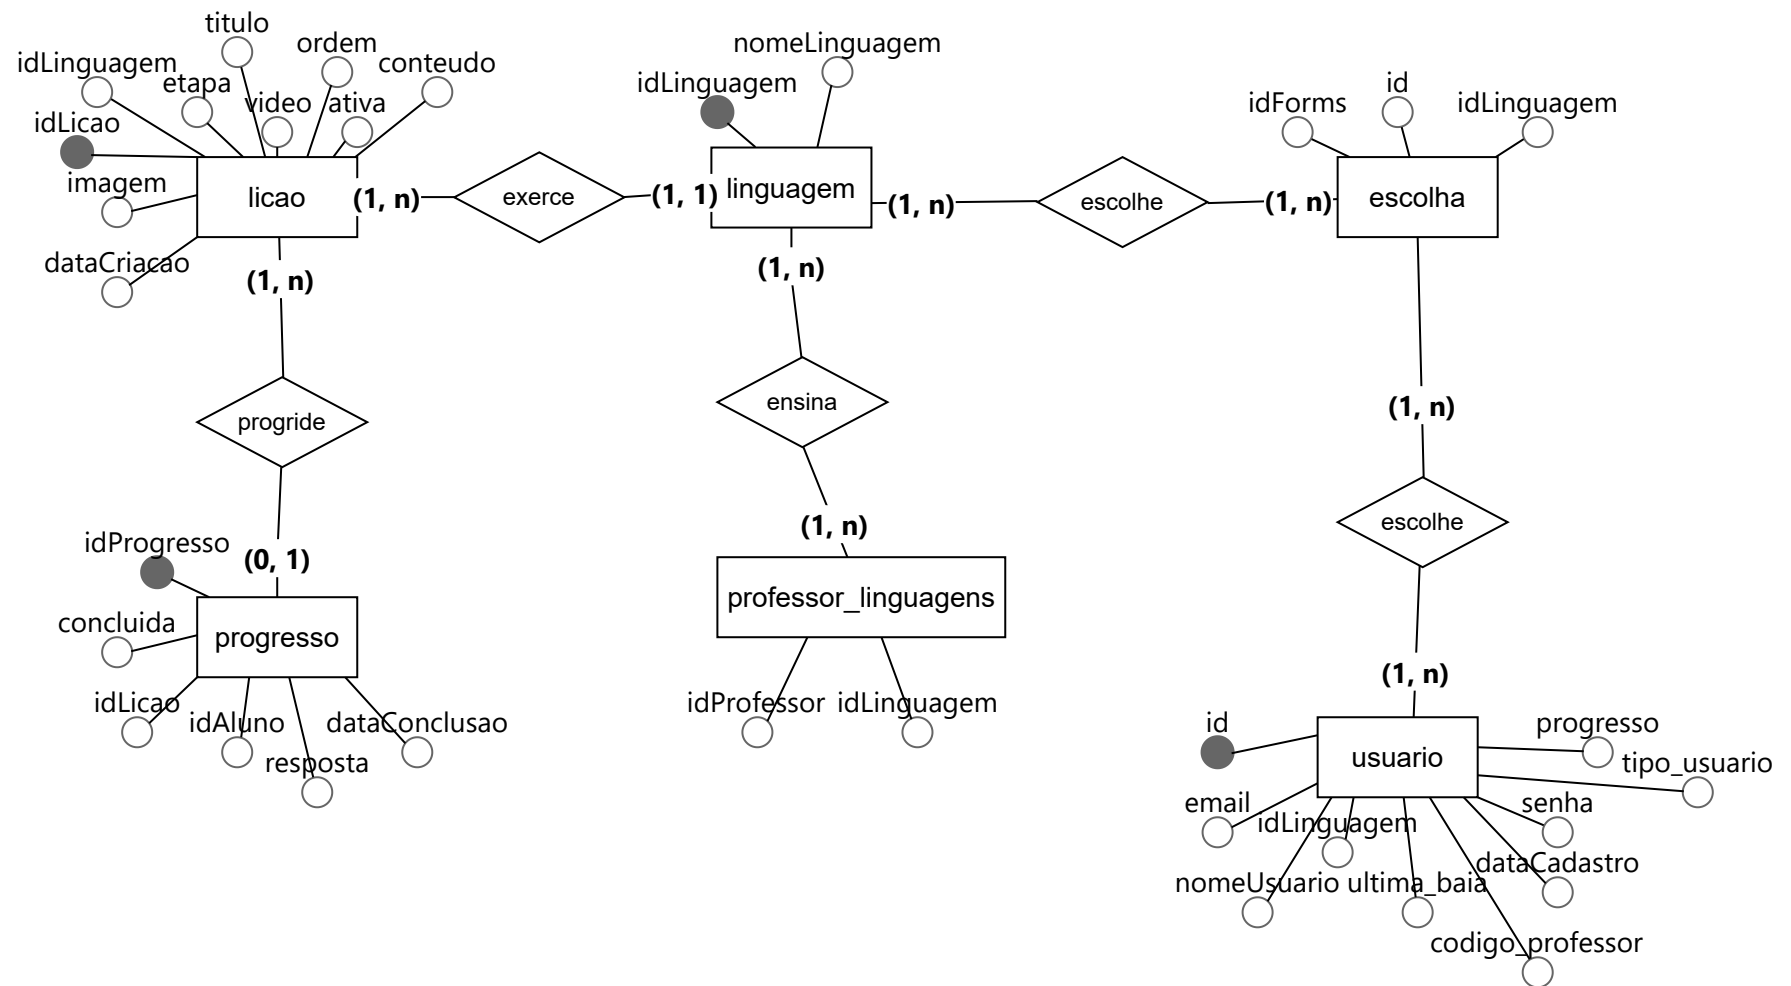 titulo
ordem
nomeLinguagem
idLinguagem
etapa
conteudo
idLinguagem
id
idForms
idLinguagem
video
ativa
idLicao
imagem
licao
(1, n)
exerce
(1, 1)
linguagem
(1, n)
escolhe
(1, n)
escolha
dataCriacao
(1, n)
(1, n)
progride
ensina
(1, n)
idProgresso
(0, 1)
(1, n)
escolhe
concluida
progresso
professor_linguagens
(1, n)
idLicao
idAluno
dataConclusao
resposta
idProfessor
idLinguagem
id
usuario
progresso
tipo_usuario
email
idLinguagem
senha
dataCadastro
nomeUsuario
ultima_baia
codigo_professor